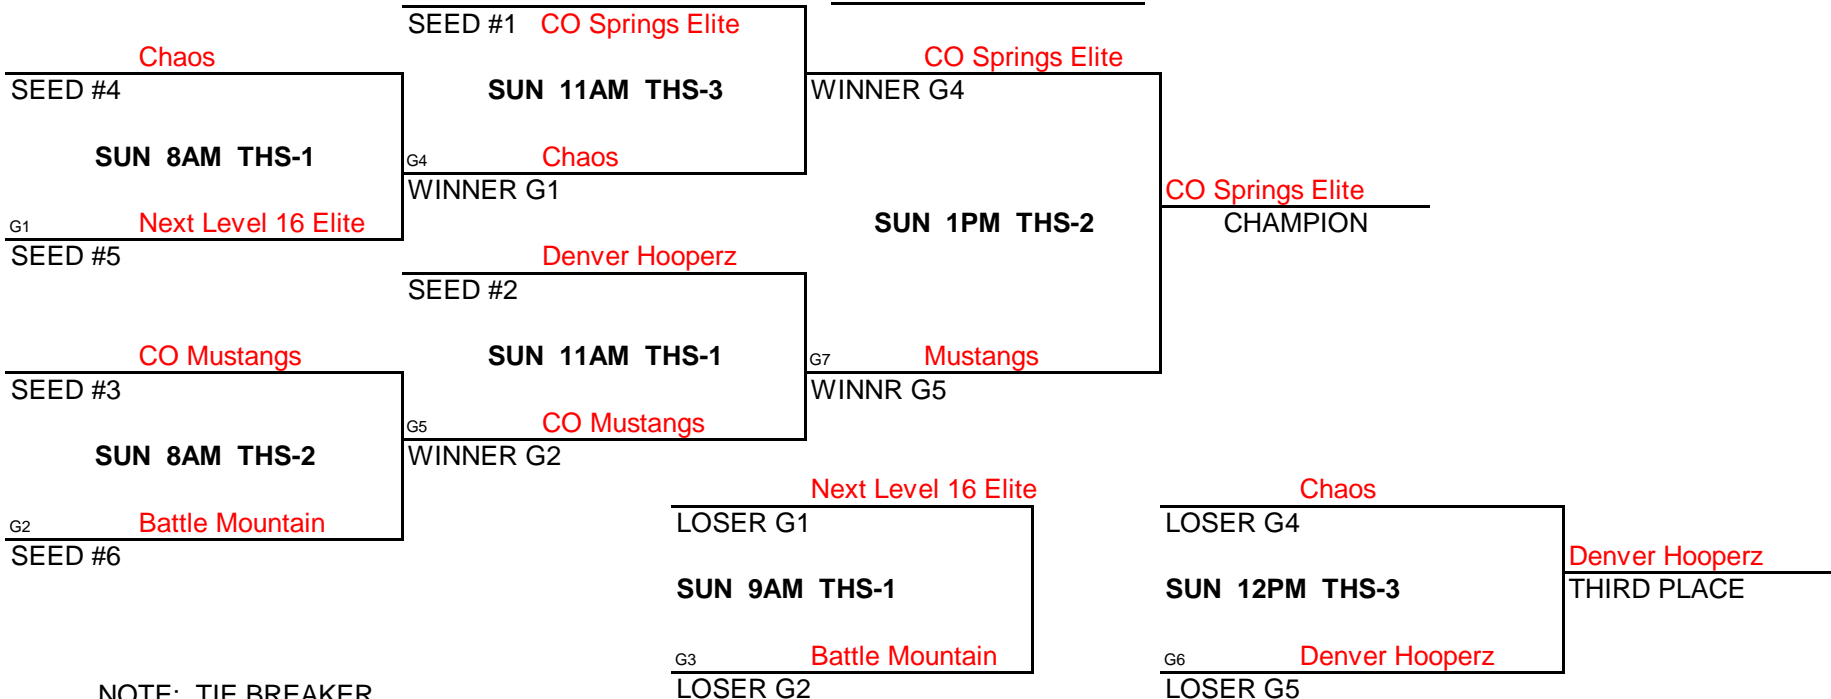 SEED #1 CO Springs Elite
Chaos
CO Springs Elite
SEED #4
SUN 11AM THS-3
WINNER G4
SUN 8AM THS-1
G4 Chaos
WINNER G1
CO Springs Elite
G1 Next Level 16 Elite
SUN 1PM THS-2
CHAMPION
SEED #5
Denver Hooperz
SEED #2
CO Mustangs
SUN 11AM THS-1
G7 Mustangs
SEED #3
WINNR G5
G5 CO Mustangs
SUN 8AM THS-2
WINNER G2
Next Level 16 Elite
Chaos
G2 Battle Mountain
LOSER G1
LOSER G4
SEED #6
Denver Hooperz
SUN 9AM THS-1
SUN 12PM THS-3
THIRD PLACE
G3 Battle Mountain
G6 Denver Hooperz
NOTE: TIE BREAKER
LOSER G2
LOSER G5